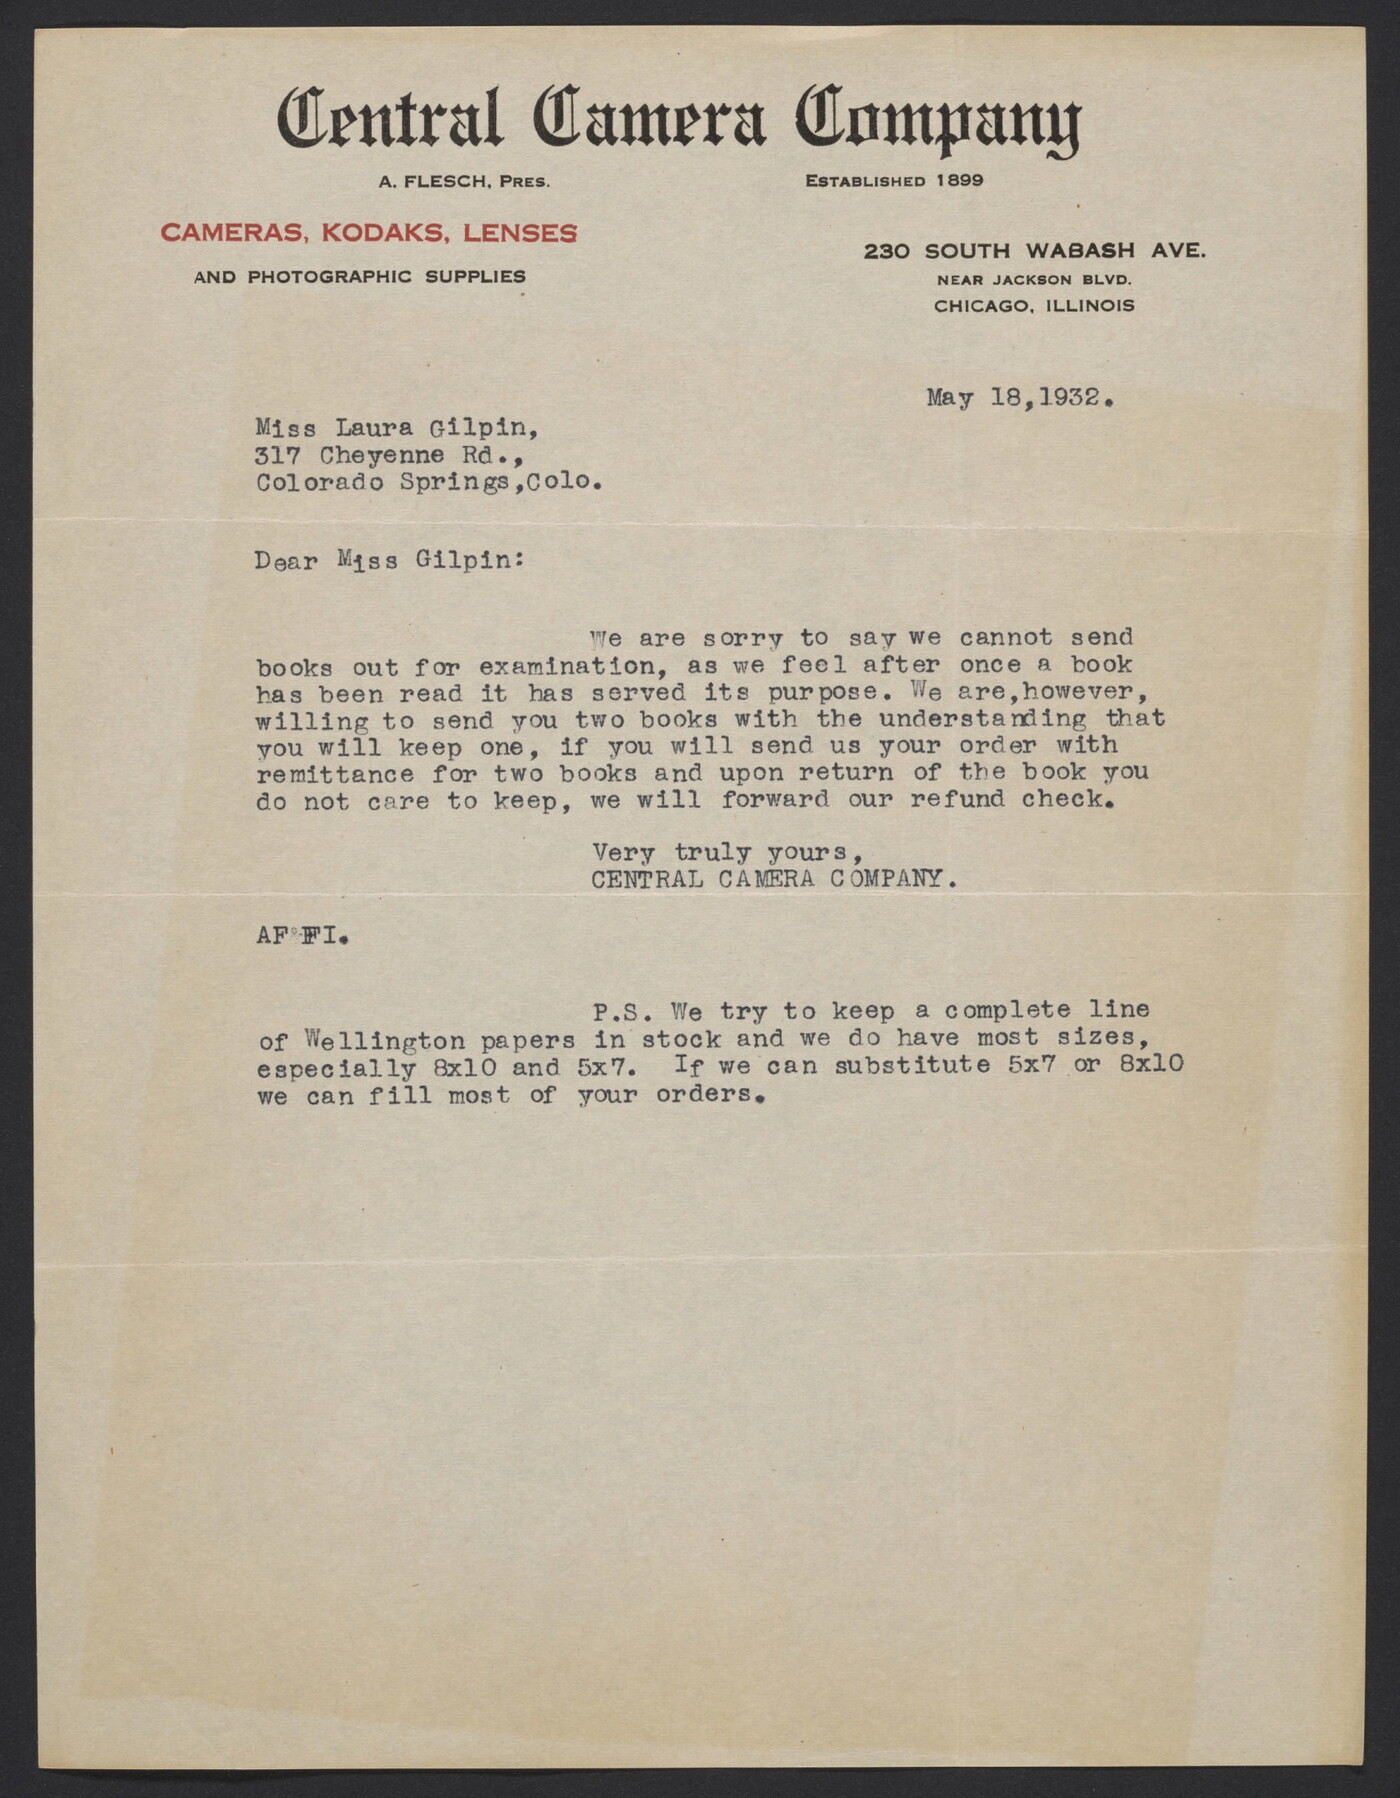 Central Camera Company
A. FLESCH, PRES.
ESTABLISHED 1899
CAMERAS, KODAKS, LENSES
AND PHOTOGRAPHIC SUPPLIES
230 SOUTH WABASH AVE.
NEAR JACKSON BLVD.
CHICAGO, ILLINOIS
May 18,1932.
Miss Laura Gilpin,
317 Cheyenne Rd.,
Colorado Springs,Colo.
Dear Miss Gilpin:
We are sorry to say we cannot send
books out for examination, as we feel after once a book
has been read it has served its purpose. We are,however,
willing to send you two books with the understanding that
you will keep one, if you will send us your order with
remittance for two books and upon return of the book you
do not care to keep, we will forward our refund check.
Very truly yours,
CENTRAL CAMERA COMPANY.
P.S. We try to keep a complete line
of Wellington papers in stock and we do have most sizes,
especially 8x10 and 5x7. If we can substitute 5x7 or 8x10
we can fill most of your orders.